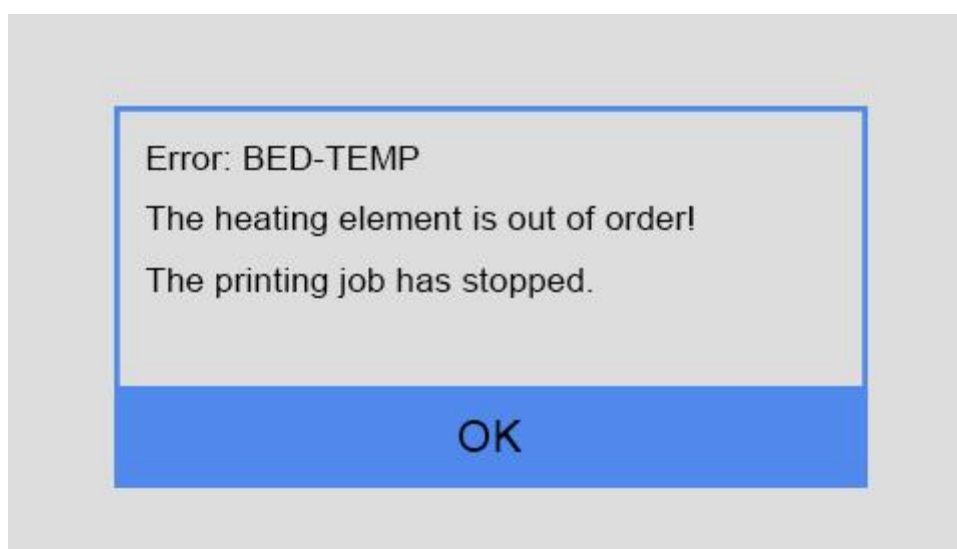 Error: BED-TEMP
The heating element is out of order!
The printing job has stopped.
OK